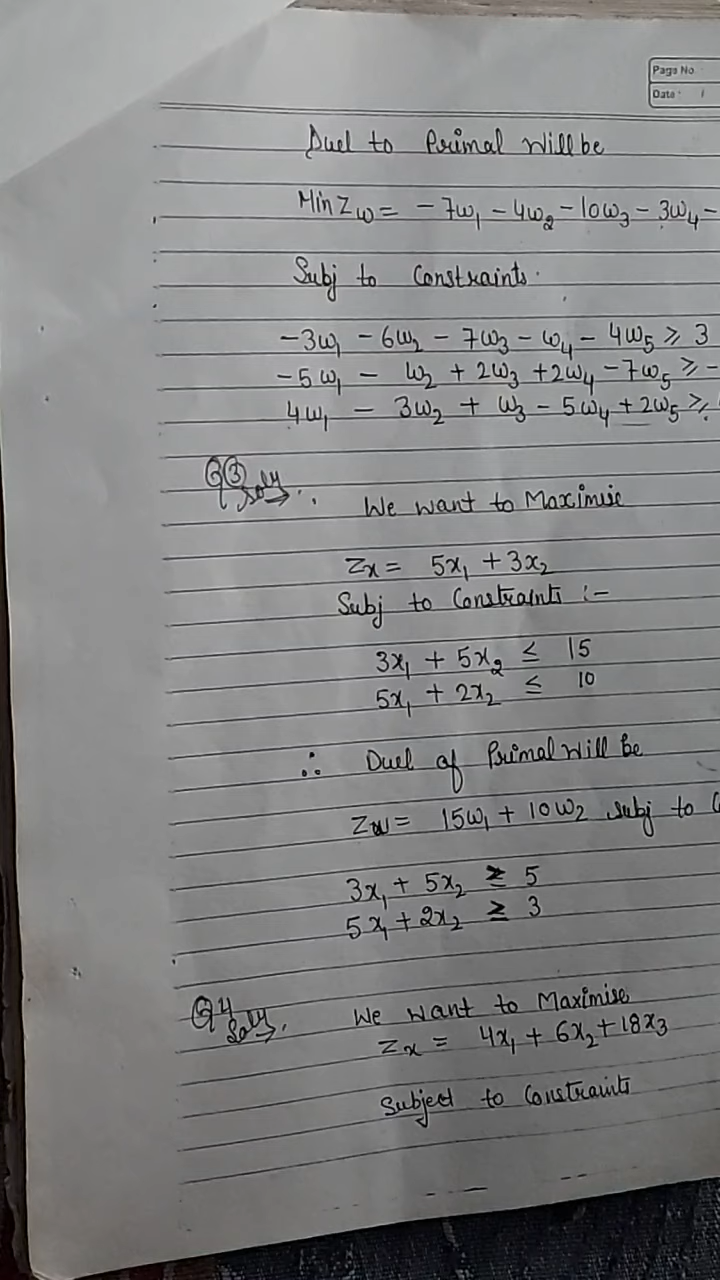 Page No
Date: /
Duel to Primal Will be
Min Zw = -7w₁ - 4w₂ - 10w₃ - 3w₄ -
Subj to Constraints.
-3w₁ - 6w₂ - 7w₃ - w₄ - 4w₅ ≥ 3
-5w₁ - w₂ + 2w₃ + 2w₄ - 7w₅ ≥ -
4w₁ - 3w₂ + w₃ - 5w₄ + 2w₅ ≥
Q③ Solⁿ →
We want to Maximise
Zx = 5x₁ + 3x₂
Subj to Constraints :-
3x₁ + 5x₂ ≤ 15
5x₁ + 2x₂ ≤ 10
∴ Duel of Primal Will be
Zw = 15w₁ + 10w₂ subj to
3x₁ + 5x₂ ≥ 5
5x₁ + 2x₂ ≥ 3
Q4 Solⁿ → We want to Maximise
Zx = 4x₁ + 6x₂ + 18x₃
Subject to Constraints